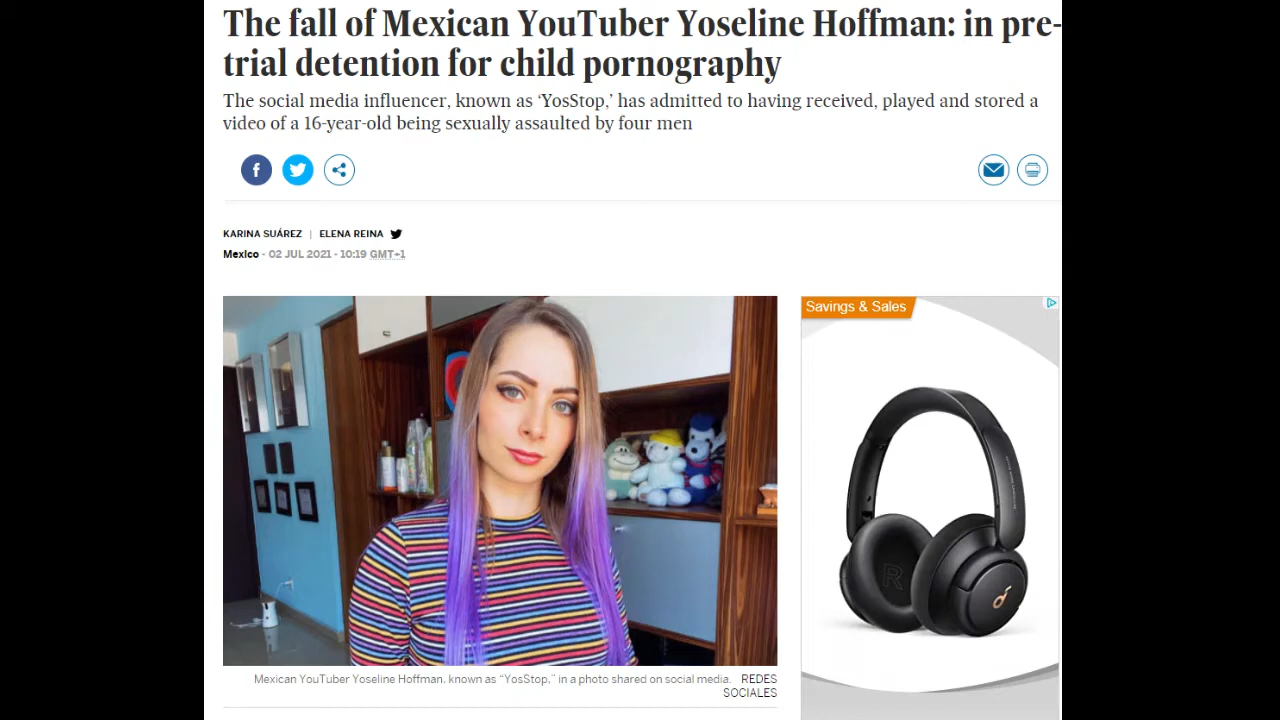 The fall of Mexican YouTuber Yoseline Hoffman: in pre-
trial detention for child pornography
The social media influencer, known as ‘YosStop,’ has admitted to having received, played and stored a
video of a 16-year-old being sexually assaulted by four men
KARINA SUÁREZ | ELENA REINA
Mexico - 02 JUL 2021 - 10:19 GMT+1
Savings & Sales
R
Mexican YouTuber Yoseline Hoffman, known as “YosStop,” in a photo shared on social media. REDES
SOCIALES